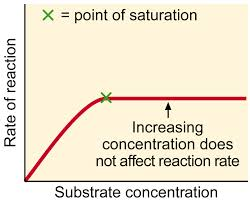 × = point of saturation
Rate of reaction
Increasing
concentration does
not affect reaction rate
Substrate concentration